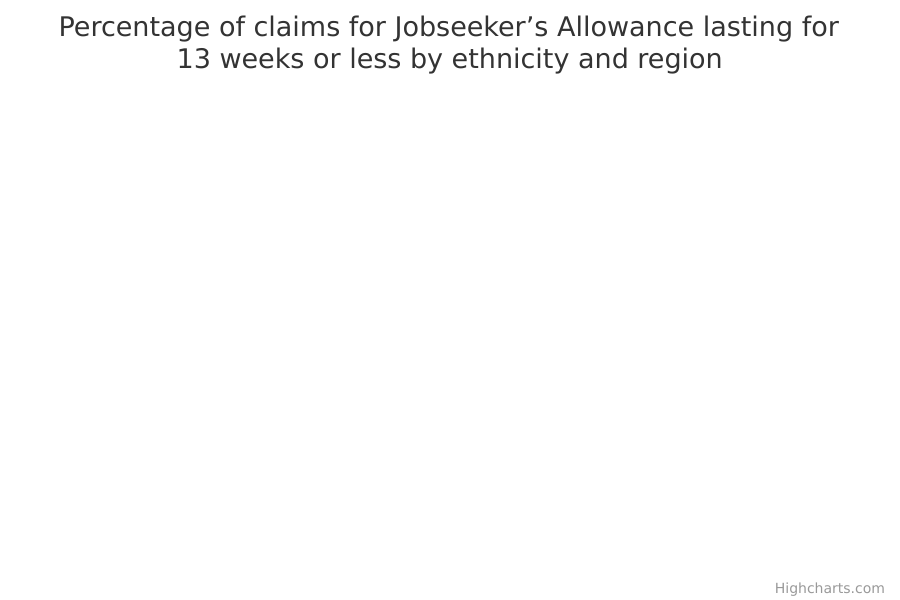 Percentage of claims for Jobseeker’s Allowance lasting for
13 weeks or less by ethnicity and region
Highcharts.com